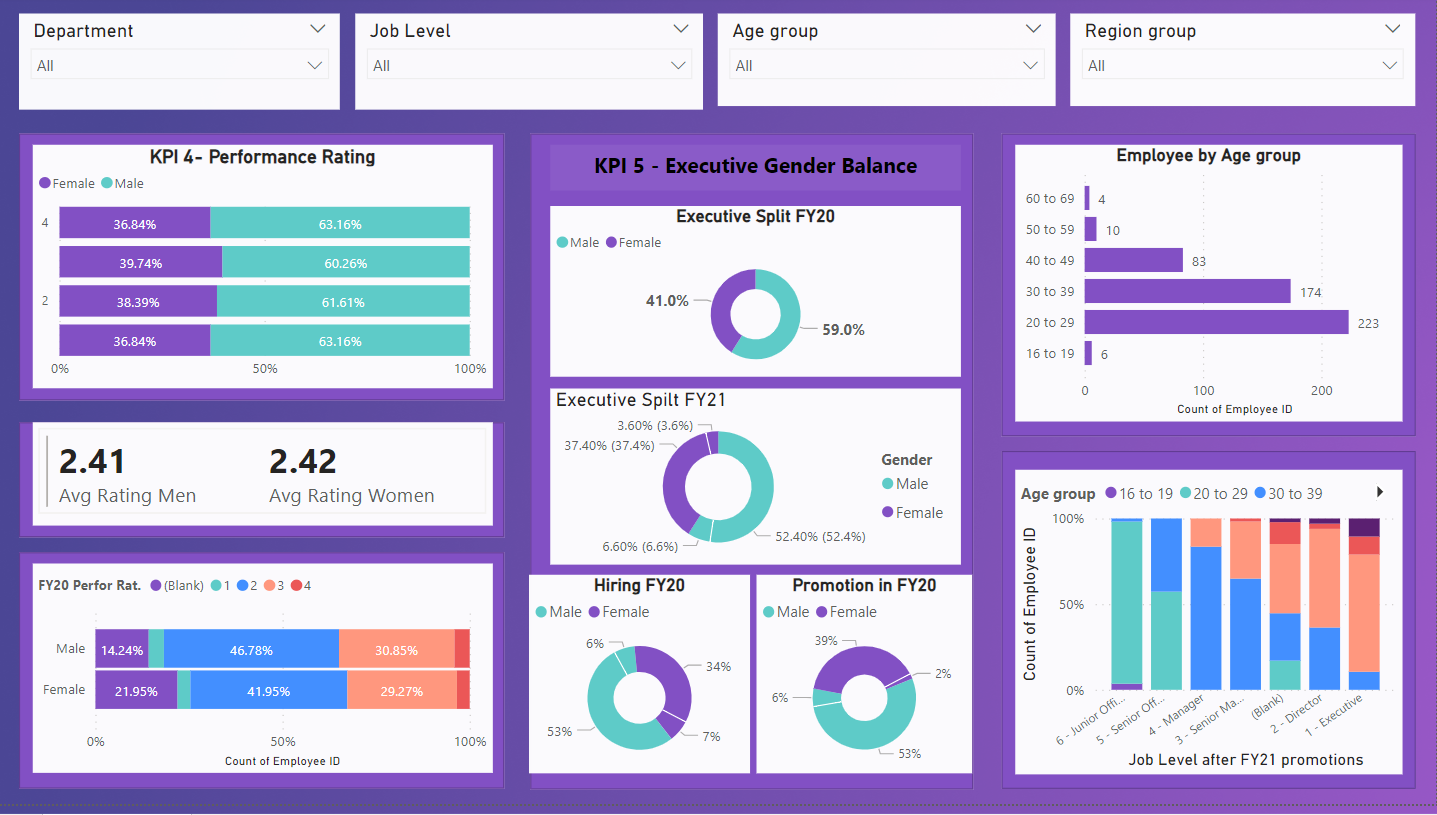 Department
All
Job Level
All
Age group
All
Region group
All
KPI 4- Performance Rating
Female Male
4
36.84% 63.16%
39.74% 60.26%
2
38.39% 61.61%
36.84% 63.16%
0% 50% 100%
2.41 2.42
Avg Rating Men Avg Rating Women
FY20 Perfor Rat. (Blank) 1 2 3 4
Male 14.24% 46.78% 30.85%
Female 21.95% 41.95% 29.27%
0% 50% 100%
Count of Employee ID
KPI 5 - Executive Gender Balance
Executive Split FY20
Male Female
41.0%
59.0%
Executive Spilt FY21
3.60% (3.6%)
37.40% (37.4%)
Gender
Male
Female
52.40% (52.4%)
6.60% (6.6%)
Hiring FY20
Male Female
6%
34%
53%
7%
Promotion in FY20
Male Female
39%
2%
6%
53%
Employee by Age group
60 to 69 4
50 to 59 10
40 to 49 83
30 to 39 174
20 to 29 223
16 to 19 6
0 100 200
Count of Employee ID
Age group 16 to 19 20 to 29 30 to 39
Count of Employee ID
100%
50%
0%
6 - Junior Offi...
5 - Senior Off...
4 - Manager
3 - Senior Ma...
(Blank)
2 - Director
1 - Executive
Job Level after FY21 promotions